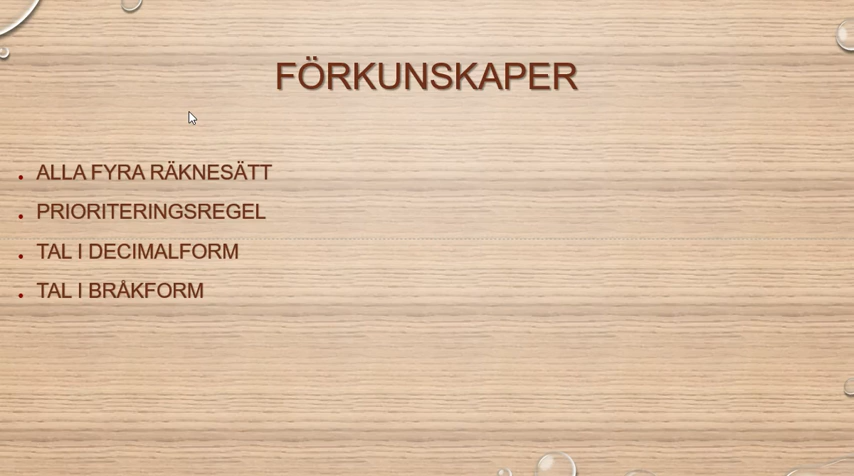 FÖRKUNSKAPER
• ALLA FYRA RÄKNESÄTT
• PRIORITERINGSREGEL
• TAL I DECIMALFORM
• TAL I BRÅKFORM